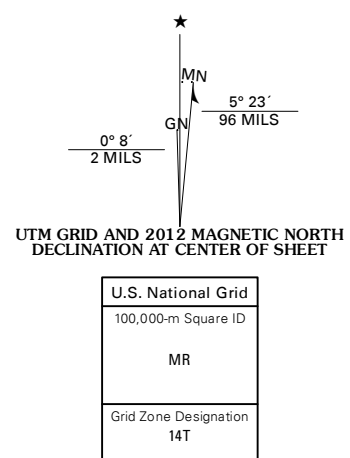 ★
MN
GN
5° 23´
96 MILS
0° 8´
2 MILS
UTM GRID AND 2012 MAGNETIC NORTH
DECLINATION AT CENTER OF SHEET
U.S. National Grid
100,000-m Square ID
MR
Grid Zone Designation
14T